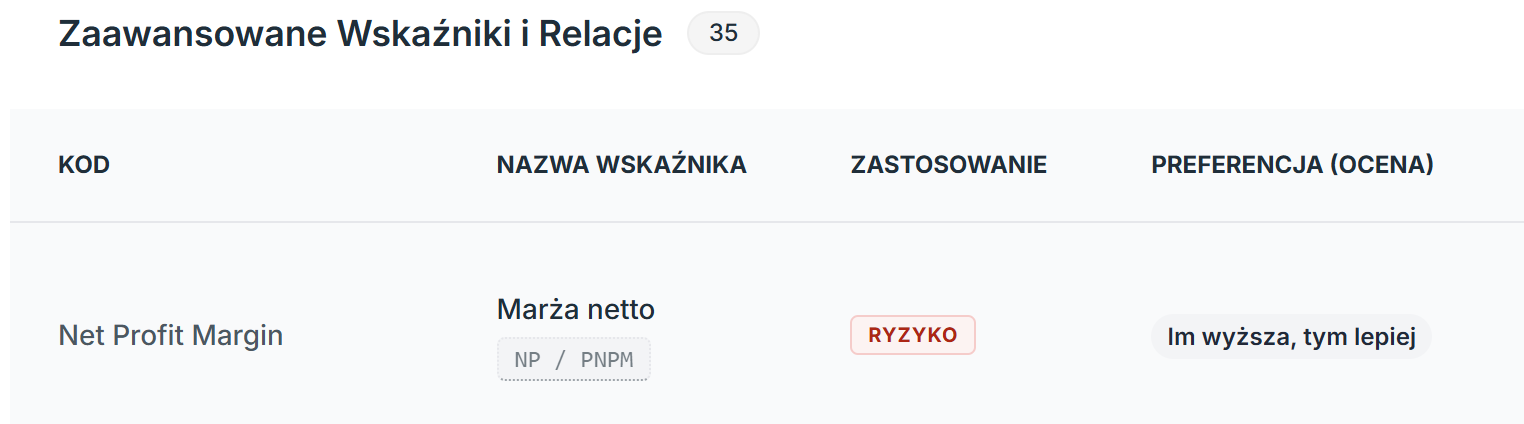 Zaawansowane Wskaźniki i Relacje 35
KOD NAZWA WSKAŹNIKA ZASTOSOWANIE PREFERENCJA (OCENA)
Net Profit Margin Marża netto RYZYKO Im wyższa, tym lepiej
NP / PNPM